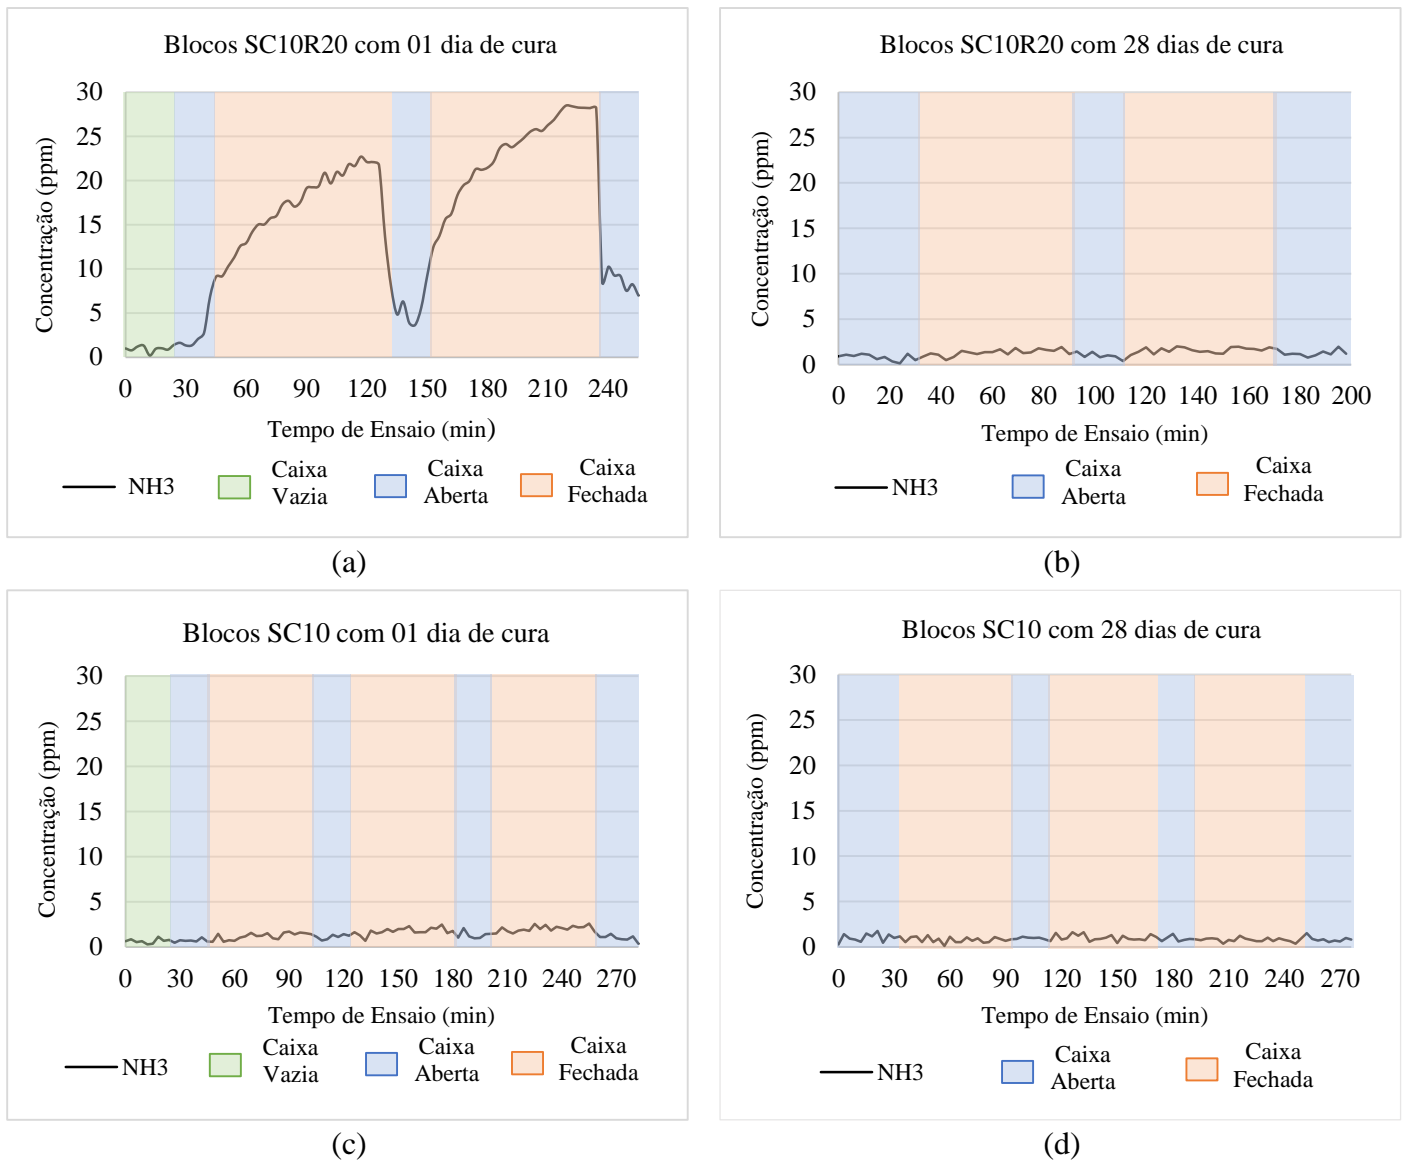 Blocos SC10R20 com 01 dia de cura
Concentração (ppm)
30
25
20
15
10
5
0
0 30 60 90 120 150 180 210 240
Tempo de Ensaio (min)
NH3
Caixa
Vazia
Caixa
Aberta
Caixa
Fechada
(a)
Blocos SC10R20 com 28 dias de cura
Concentração (ppm)
30
25
20
15
10
5
0
0 20 40 60 80 100 120 140 160 180 200
Tempo de Ensaio (min)
NH3
Caixa
Aberta
Caixa
Fechada
(b)
Blocos SC10 com 01 dia de cura
Concentração (ppm)
30
25
20
15
10
5
0
0 30 60 90 120 150 180 210 240 270
Tempo de Ensaio (min)
NH3
Caixa
Vazia
Caixa
Aberta
Caixa
Fechada
(c)
Blocos SC10 com 28 dias de cura
Concentração (ppm)
30
25
20
15
10
5
0
0 30 60 90 120 150 180 210 240 270
Tempo de Ensaio (min)
NH3
Caixa
Aberta
Caixa
Fechada
(d)